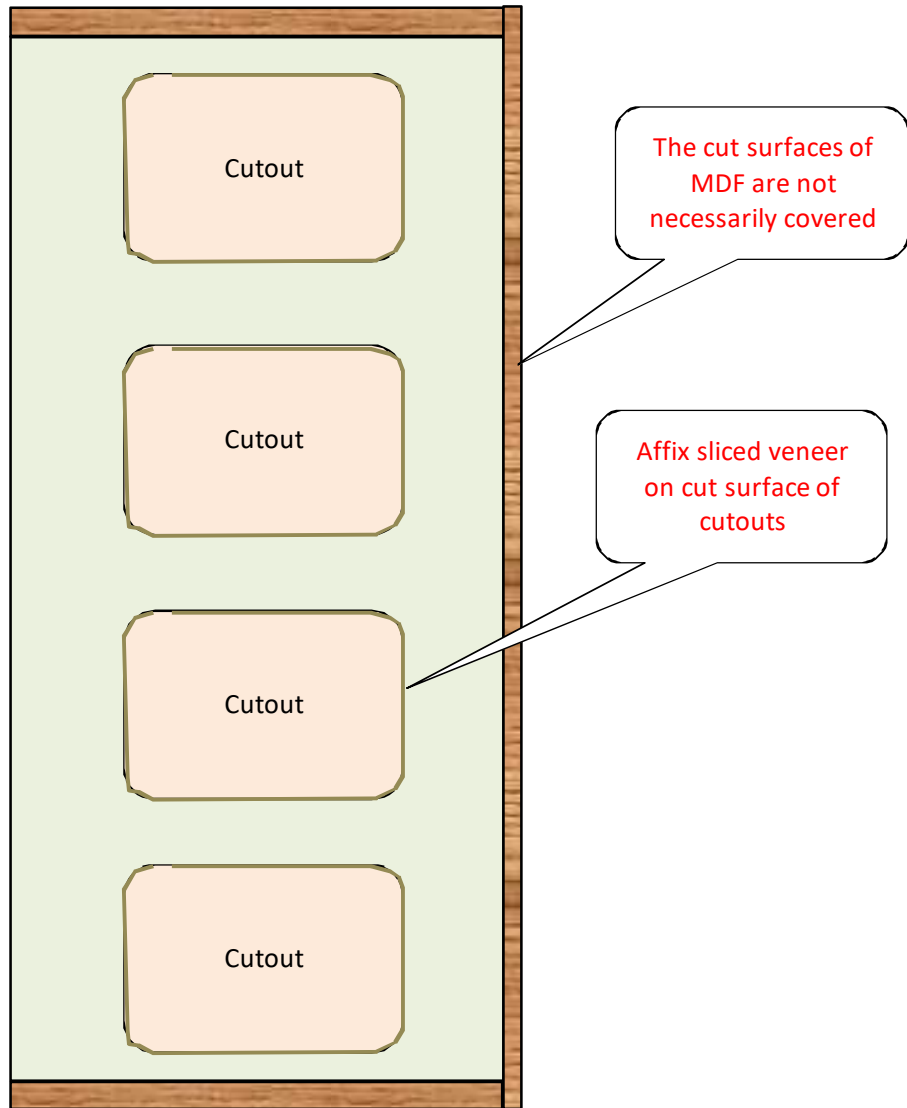 Cutout
The cut surfaces of
MDF are not
necessarily covered
Cutout
Affix sliced veneer
on cut surface of
cutouts
Cutout
Cutout